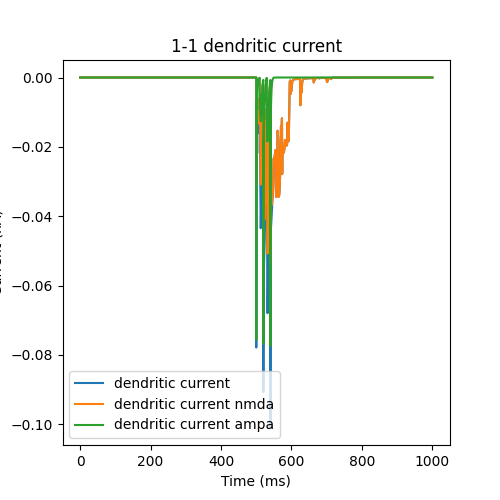 1-1 dendritic current
0.00
−0.02
−0.04
−0.06
−0.08
−0.10
dendritic current
dendritic current nmda
dendritic current ampa
0
200
400
600
800
1000
Time (ms)